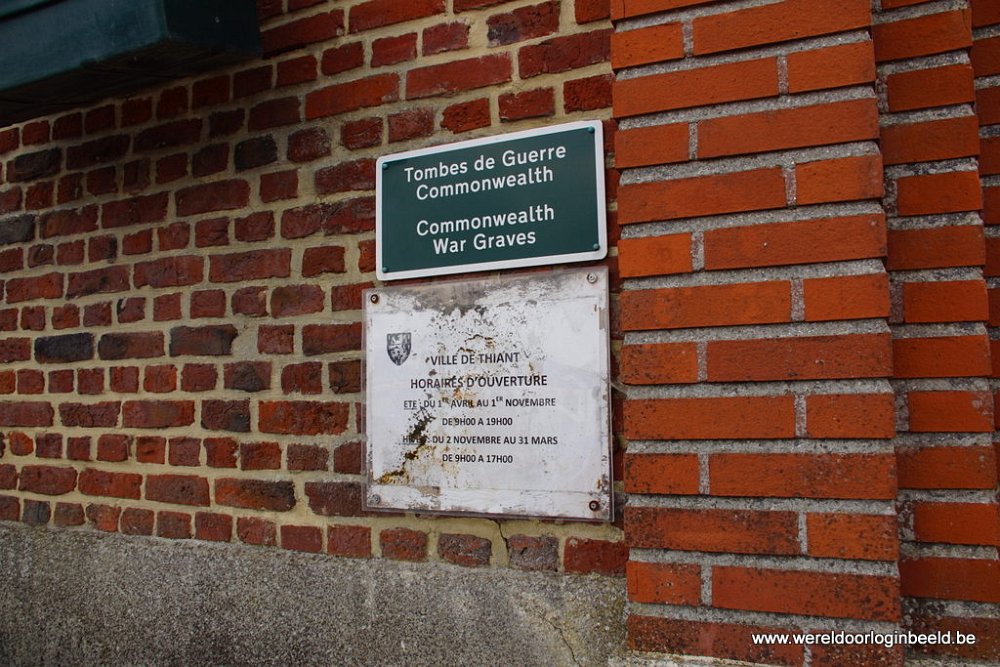 Tombes de Guerre
Commonwealth
Commonwealth
War Graves
VILLE DE THIANT
HORAIRES D'OUVERTURE
ETE : DU 1ER AVRIL AU 1ER NOVEMBRE
DE 9H00 A 19H00
HIVER : DU 2 NOVEMBRE AU 31 MARS
DE 9H00 A 17H00
www.wereldoorloginbeeld.be